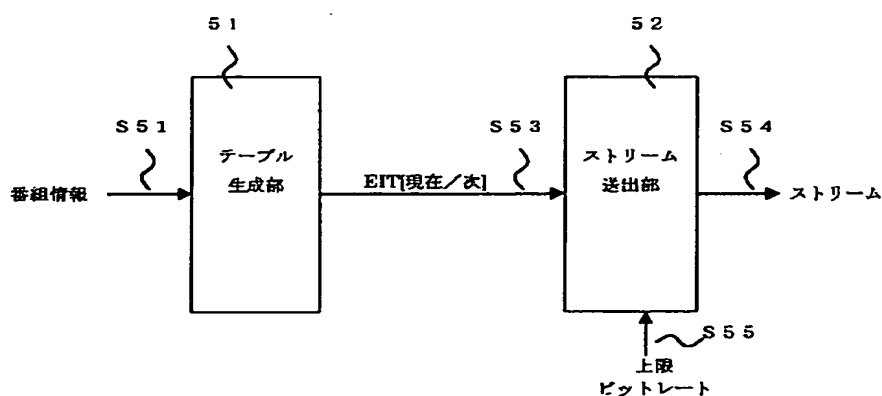 51
52
S51
S53
S54
テーブル
生成部
ストリーム
送出部
番組情報
EIT[現在／次]
ストリーム
S55
上限
ビットレート